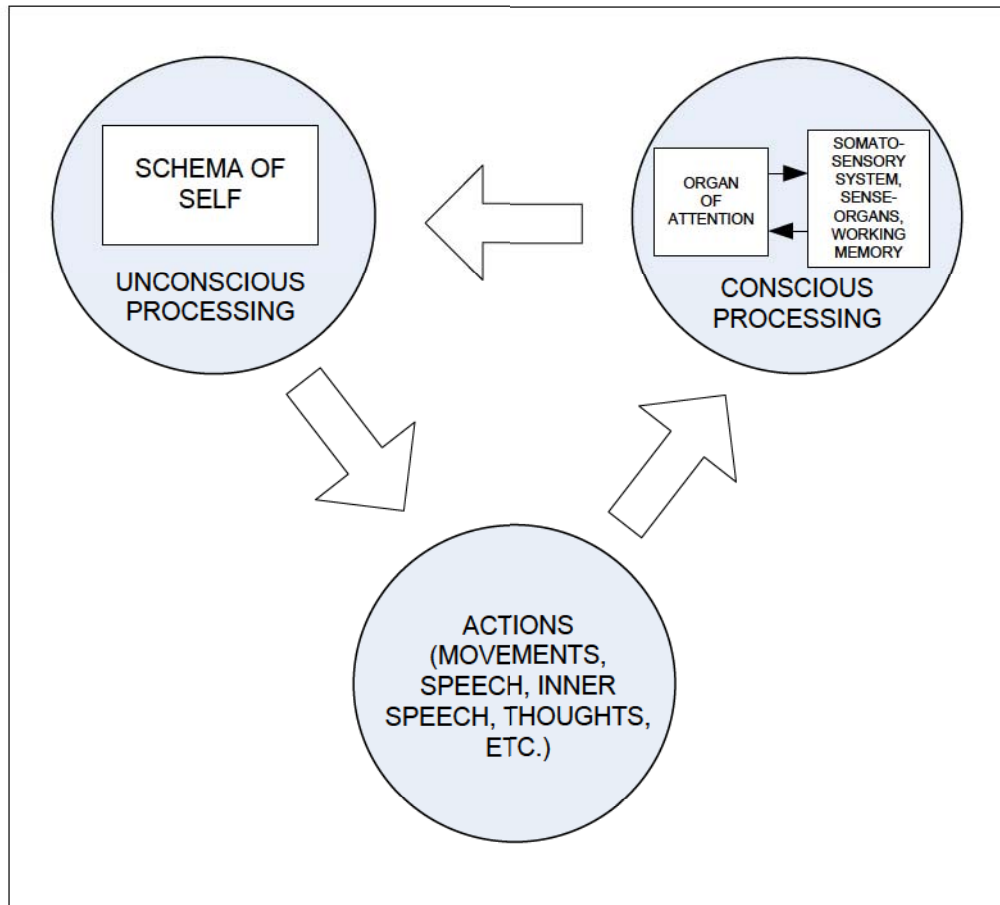 SCHEMA OF
SELF
UNCONSCIOUS
PROCESSING
ORGAN
OF
ATTENTION
SOMATO-
SENSORY
SYSTEM,
SENSE-
ORGANS,
WORKING
MEMORY
CONSCIOUS
PROCESSING
ACTIONS
(MOVEMENTS,
SPEECH, INNER
SPEECH, THOUGHTS,
ETC.)